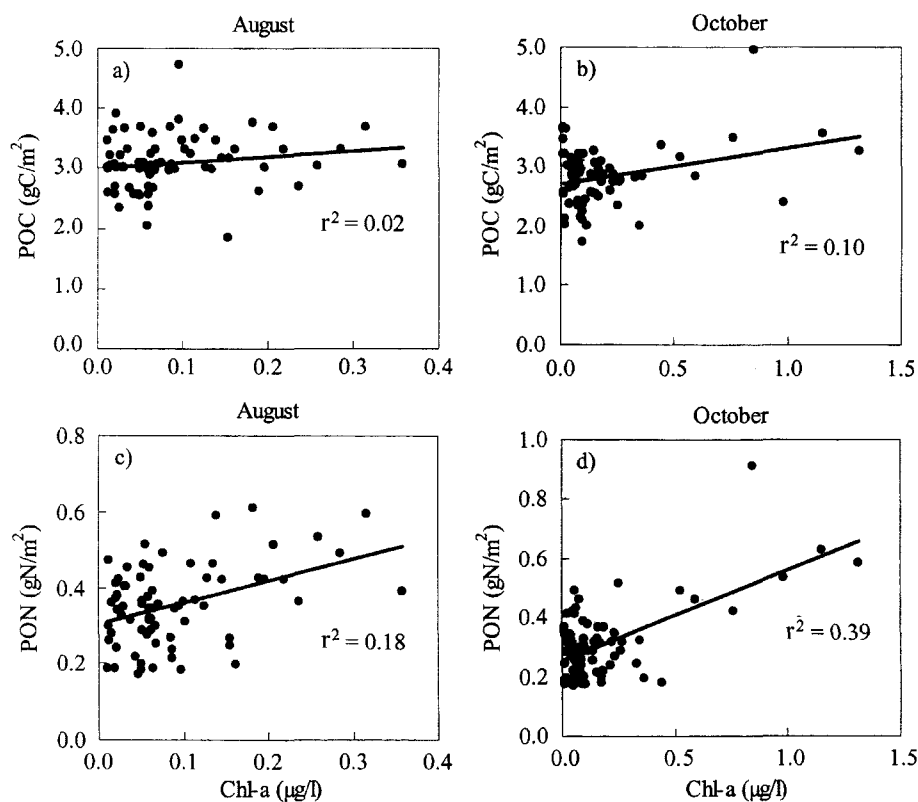 August
October
a)
b)
POC (gC/m²)
5.0
4.0
3.0
2.0
1.0
0.0
r² = 0.02
0.0 0.1 0.2 0.3 0.4
POC (gC/m²)
5.0
4.0
3.0
2.0
1.0
0.0
r² = 0.10
0.0 0.5 1.0 1.5
August
October
c)
d)
PON (gN/m²)
0.8
0.6
0.4
0.2
0.0
r² = 0.18
0.0 0.1 0.2 0.3 0.4
Chl-a (µg/l)
PON (gN/m²)
1.0
0.8
0.6
0.4
0.2
0.0
r² = 0.39
0.0 0.5 1.0 1.5
Chl-a (µg/l)